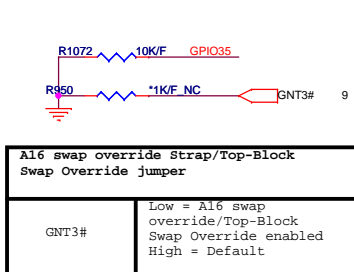 R1072 10K/F GPIO35
R950 *1K/F_NC GNT3# 9
A16 swap override Strap/Top-Block
Swap Override jumper
GNT3#
Low = A16 swap
override/Top-Block
Swap Override enabled
High = Default